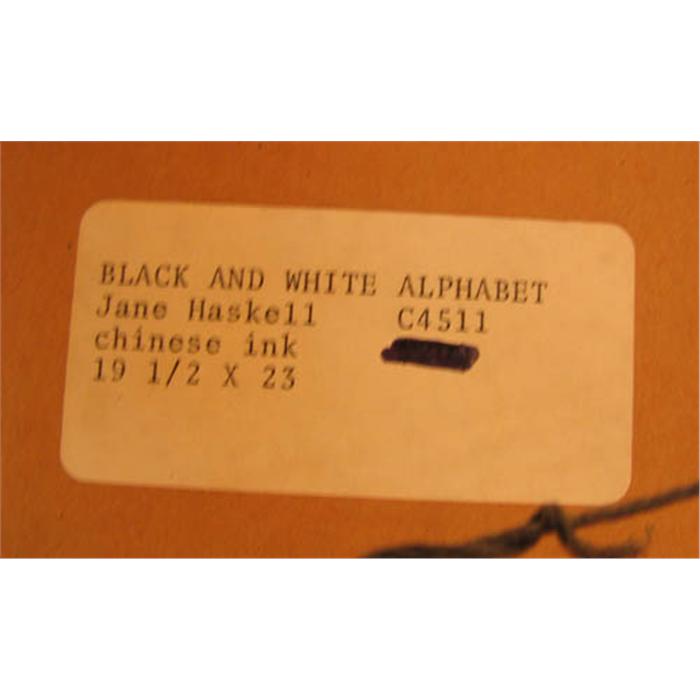 BLACK AND WHITE ALPHABET
Jane Haskell C4511
chinese ink
19 1/2 X 23